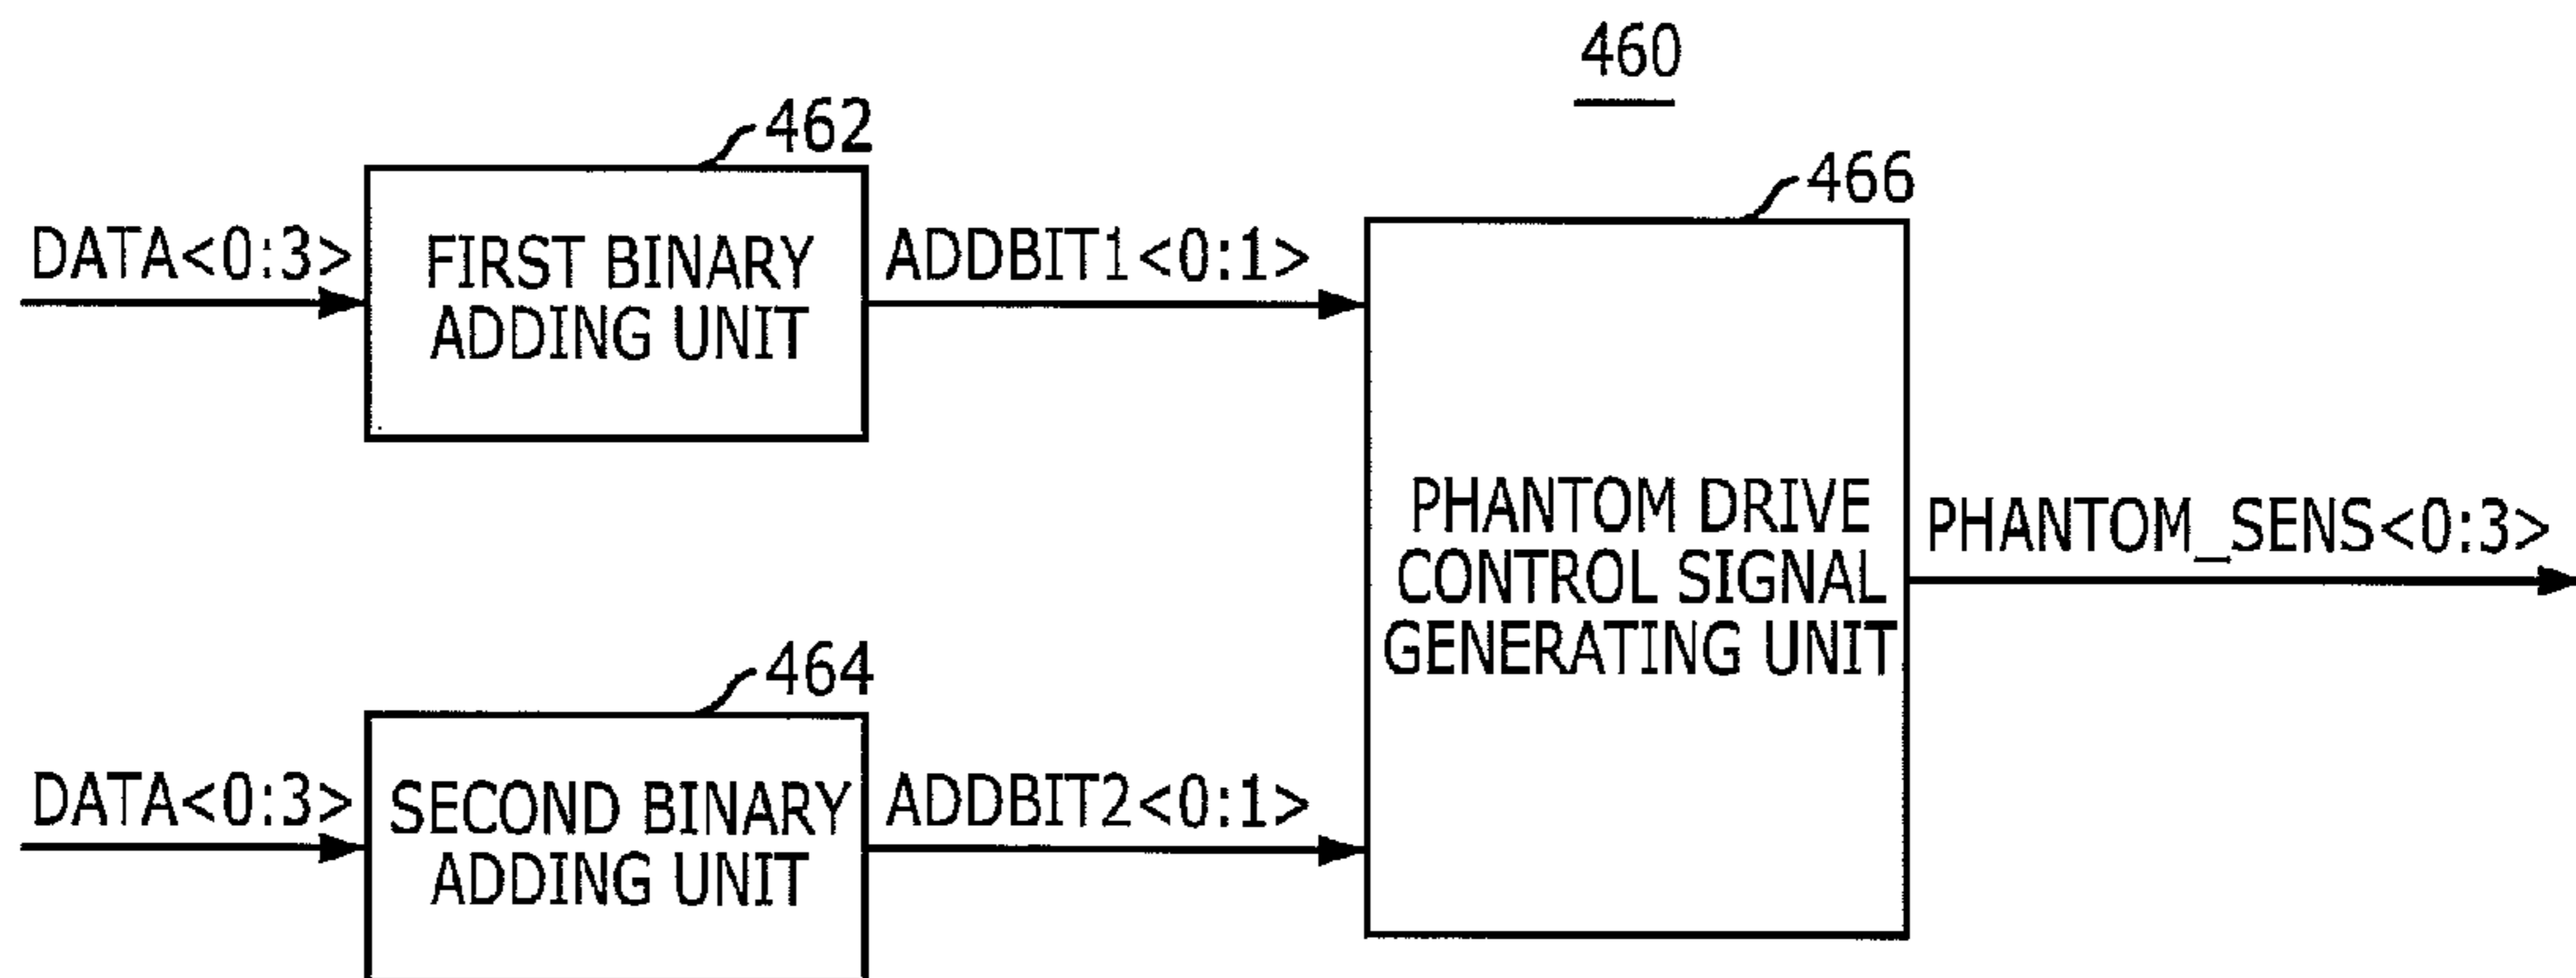 460
462
DATA<0:3>
FIRST BINARY
ADDING UNIT
ADDBIT1<0:1>
466
PHANTOM DRIVE
CONTROL SIGNAL
GENERATING UNIT
PHANTOM_SENS<0:3>
464
DATA<0:3>
SECOND BINARY
ADDING UNIT
ADDBIT2<0:1>